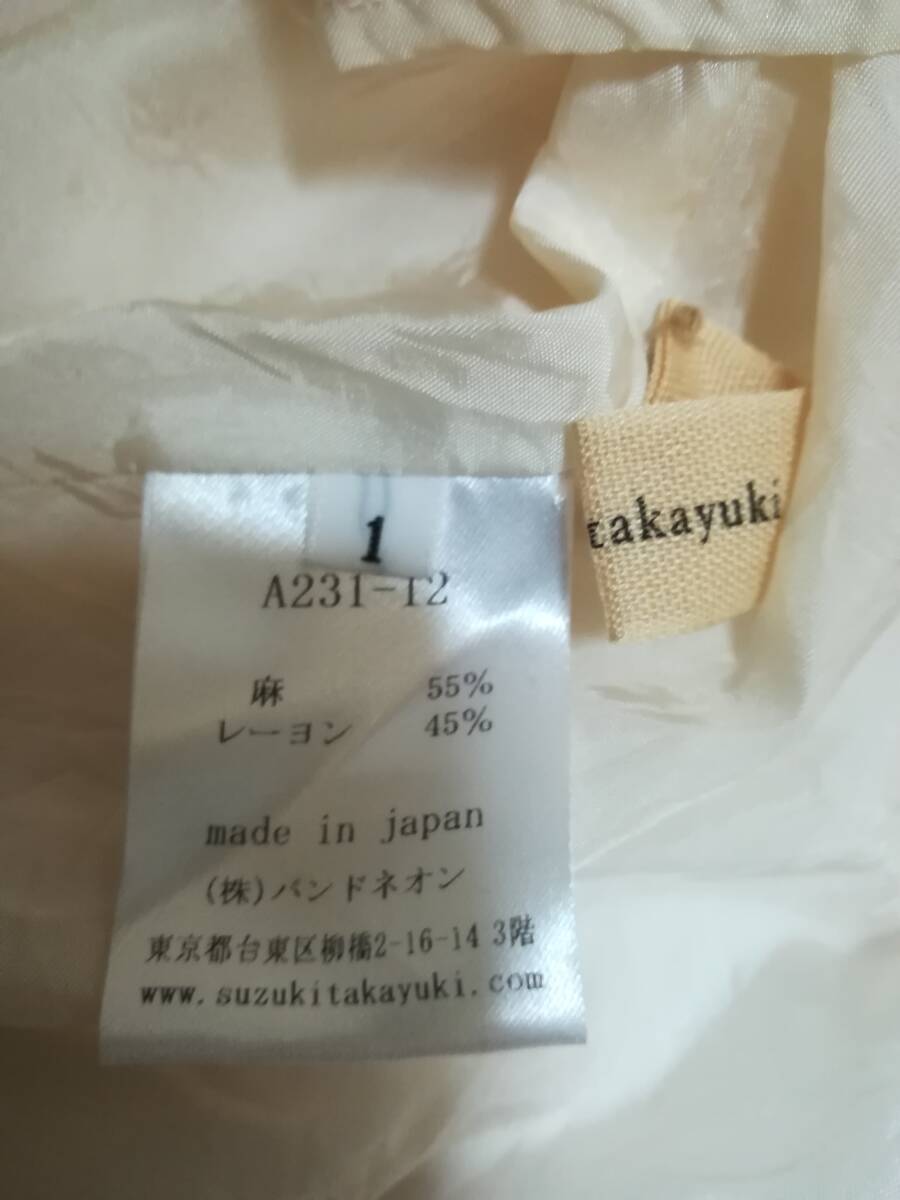 1
takayuki
A231-12
麻 55%
レーヨン 45%
made in japan
(株)バンドネオン
東京都台東区柳橋2-16-14 3階
www.suzukitakayuki.com